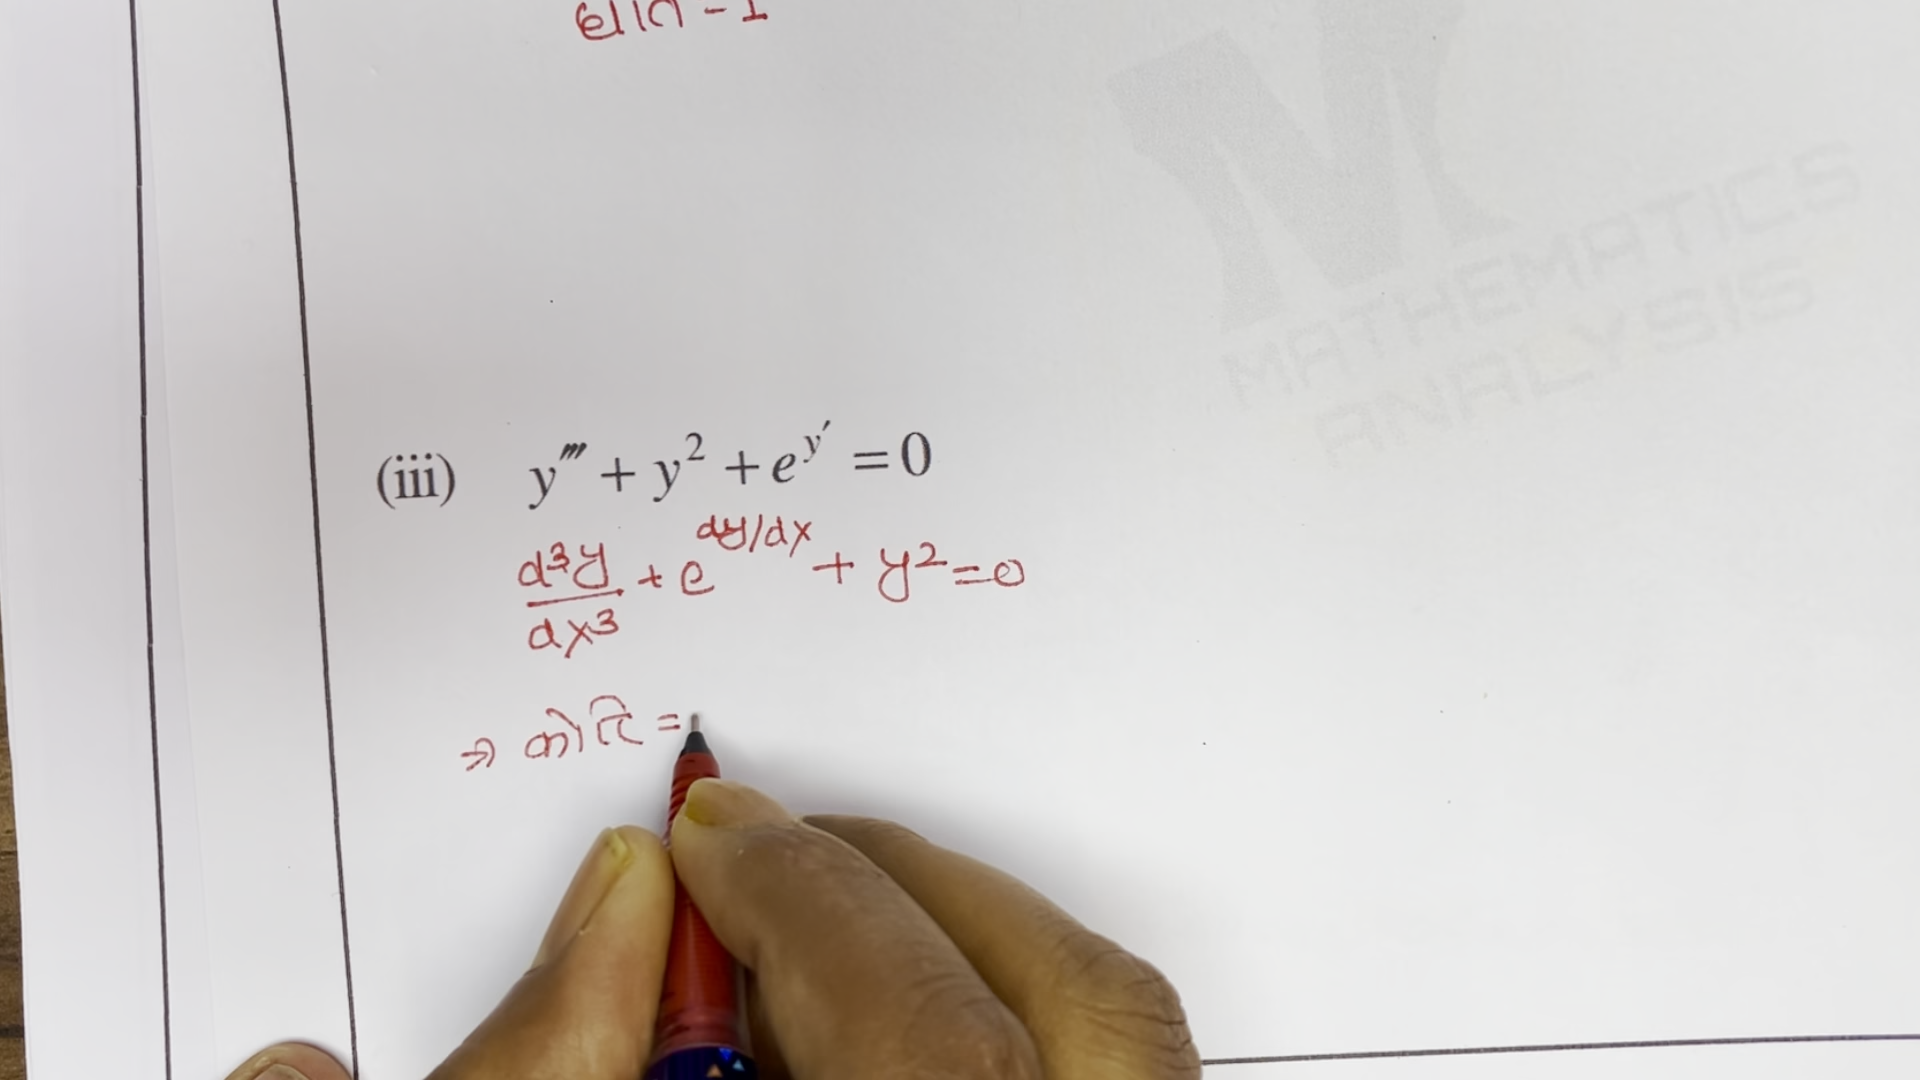 घात - 1
MATHEMATICS
ANALYSIS
(iii) y''' + y² + e^{y'} = 0
d³y/dx³ + e^{dy/dx} + y² = 0
⇒ कोटि =